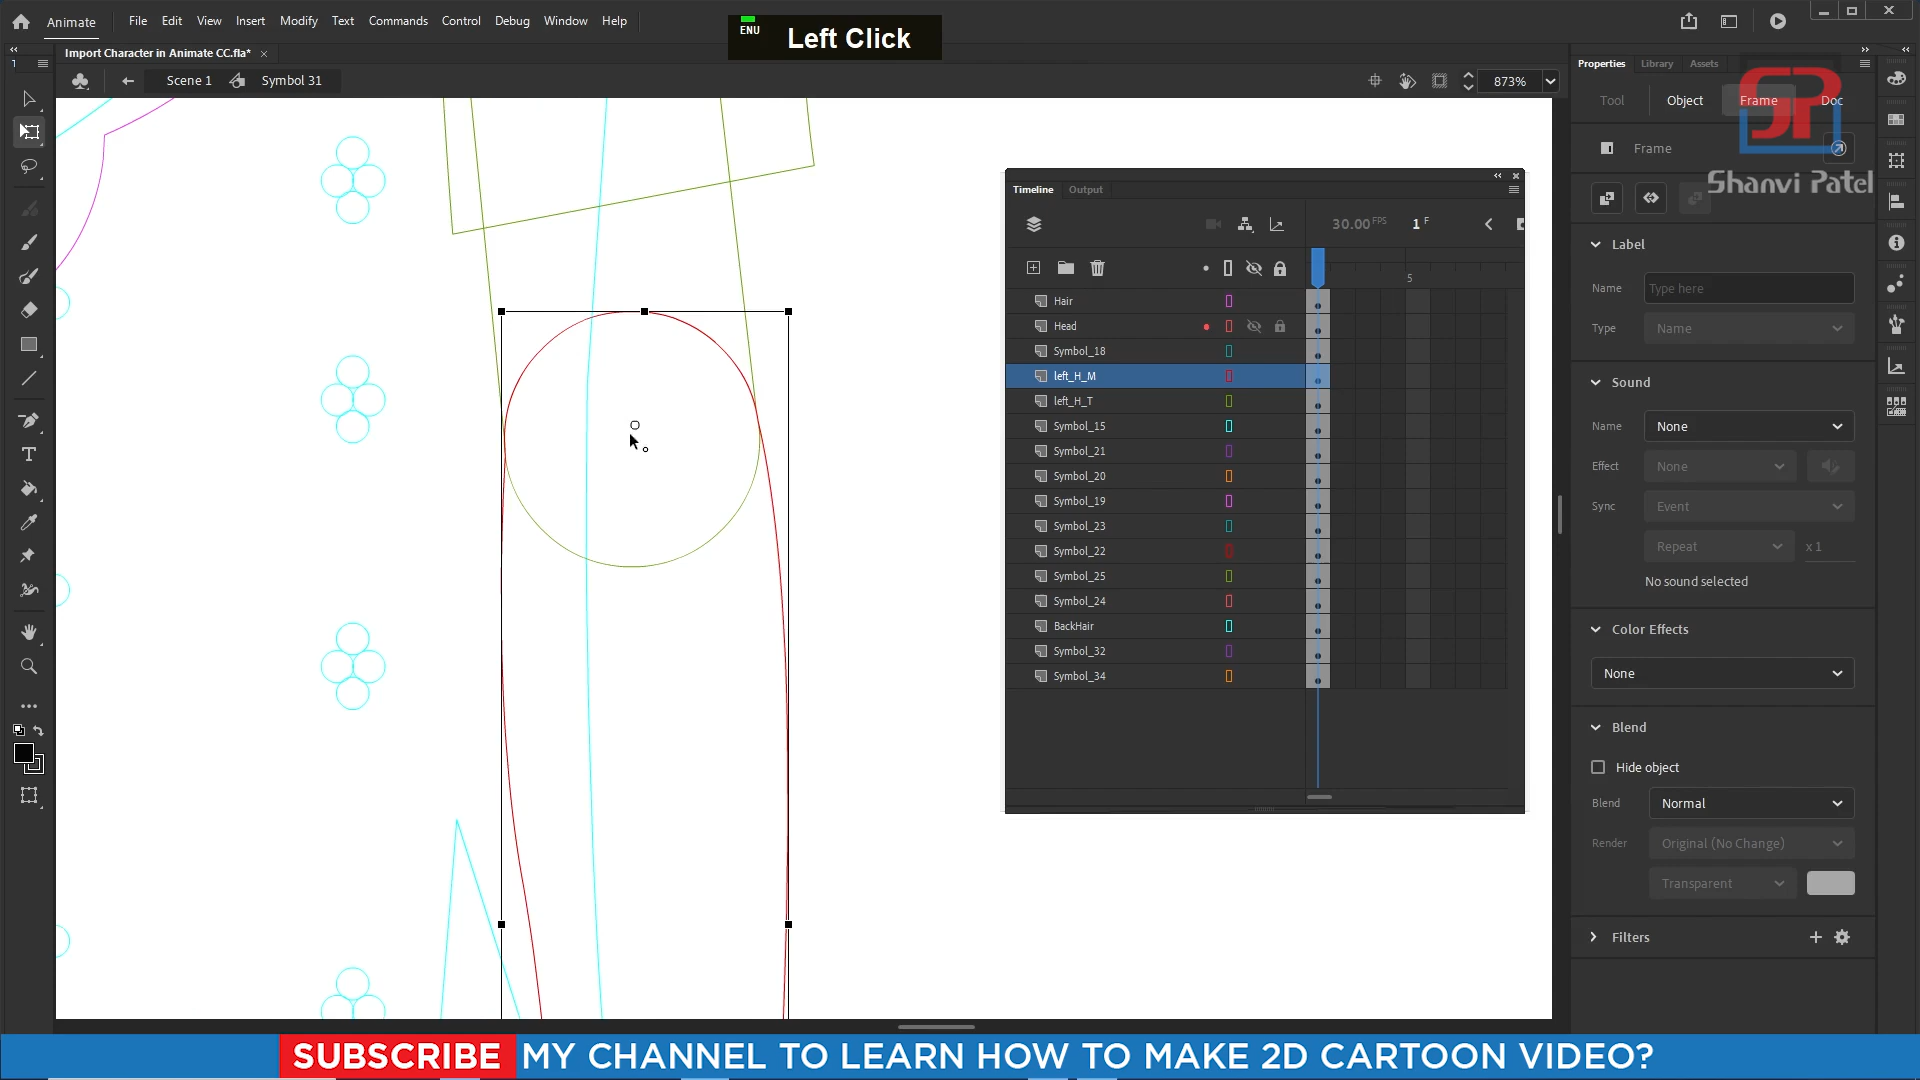 Animate
File Edit View Insert Modify Text Commands Control Debug Window Help
ENU
Left Click
Import Character in Animate CC.fla*
Properties Library Assets
Scene 1 Symbol 31
873%
Tool Object Frame Doc
Frame
Shanvi Patel
Timeline Output
30.00 FPS 1 F
5
Hair
Head
Symbol_18
left_H_M
left_H_T
Symbol_15
Symbol_21
Symbol_20
Symbol_19
Symbol_23
Symbol_22
Symbol_25
Symbol_24
BackHair
Symbol_32
Symbol_34
Label
Name Type here
Type Name
Sound
Name None
Effect None
Sync Event
Repeat x 1
No sound selected
Color Effects
None
Blend
Hide object
Blend Normal
Render Original (No Change)
Transparent
Filters
SUBSCRIBE MY CHANNEL TO LEARN HOW TO MAKE 2D CARTOON VIDEO?